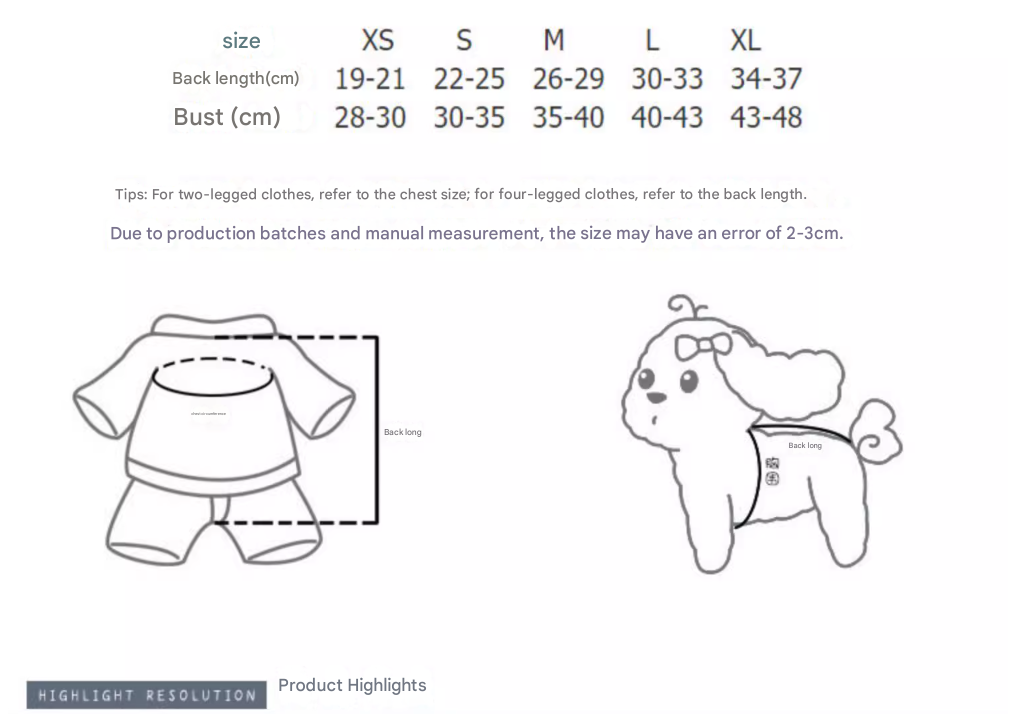 size XS S M L XL
Back length(cm) 19-21 22-25 26-29 30-33 34-37
Bust (cm) 28-30 30-35 35-40 40-43 43-48
Tips: For two-legged clothes, refer to the chest size; for four-legged clothes, refer to the back length.
Due to production batches and manual measurement, the size may have an error of 2-3cm.
Back long
Back long
胸
围
HIGHLIGHT RESOLUTION
Product Highlights